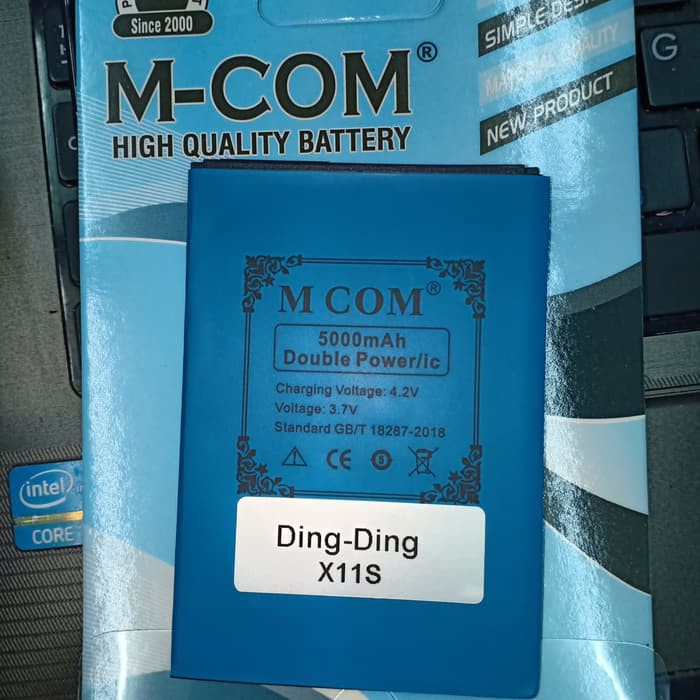 Since 2000
M-COM®
HIGH QUALITY BATTERY
SIMPLE DESIGN
MATERIAL QUALITY
NEW PRODUCT
G
M COM®
5000mAh
Double Power/ic
Charging Voltage: 4.2V
Voltage: 3.7V
Standard GB/T 18287-2018
CE
Ding-Ding
X11S
intel
CORE